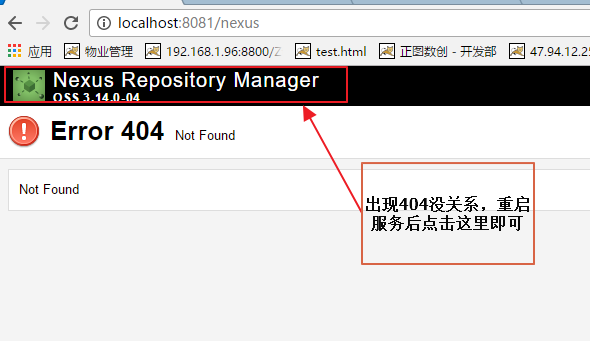 localhost:8081/nexus
应用 物业管理 192.168.1.96:8800/Z test.html 正图数创 - 开发部 47.94.12.25
Nexus Repository Manager
OSS 3.14.0-04
Error 404 Not Found
Not Found
出现404没关系，重启
服务后点击这里即可